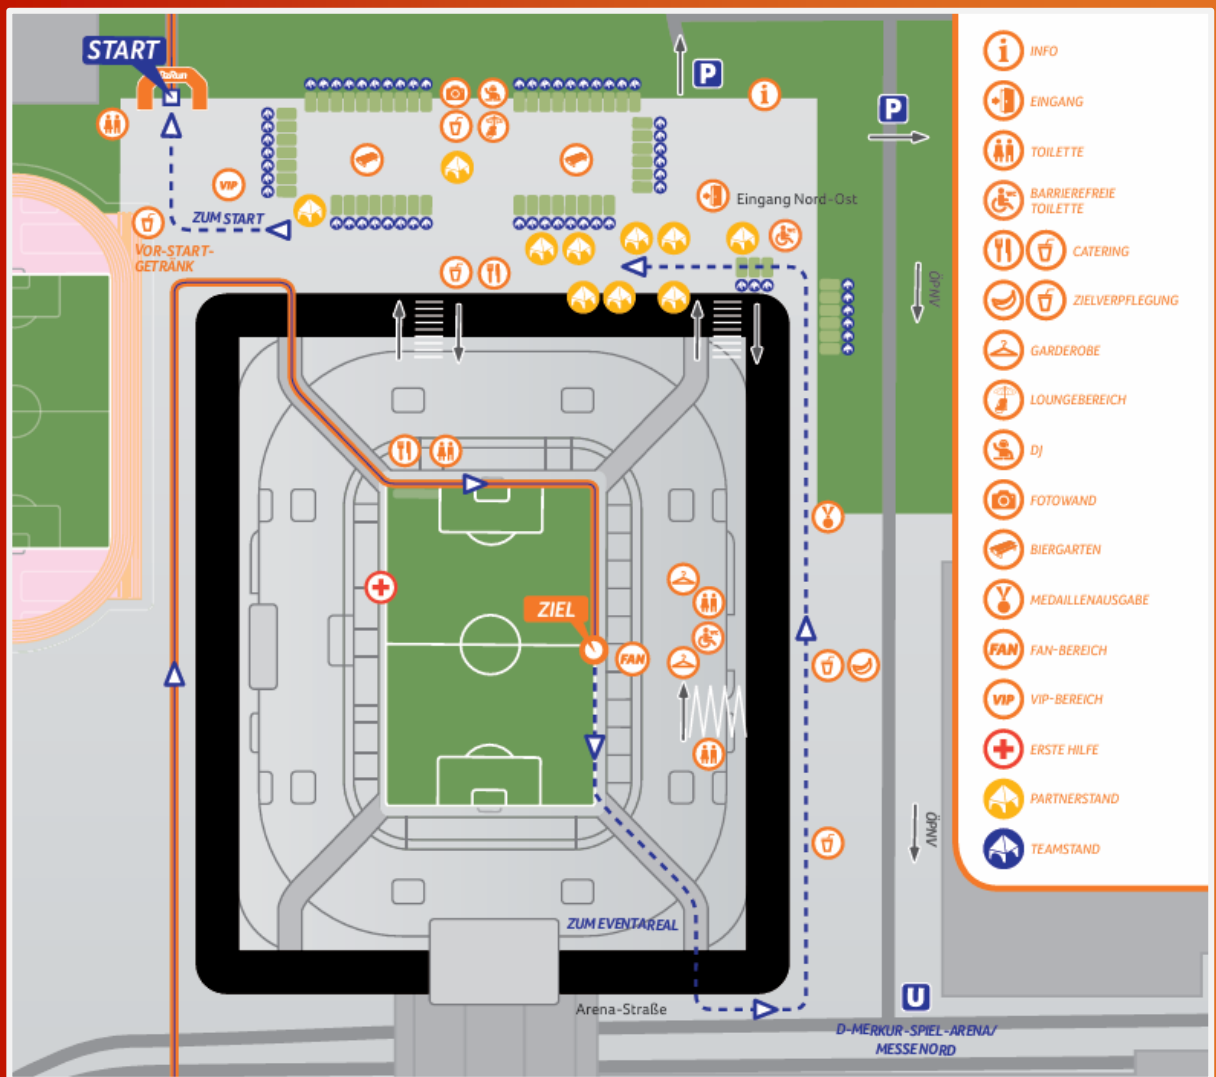 START
P
P
VIP
ZUM START
VOR-START-
GETRÄNK
Eingang Nord-Ost
ÖPNV
ZIEL
FAN
ÖPNV
ZUM EVENTAREAL
Arena-Straße
U
D-MERKUR-SPIEL-ARENA/
MESSE NORD
INFO
EINGANG
TOILETTE
BARRIEREFREIE
TOILETTE
CATERING
ZIELVERPFLEGUNG
GARDEROBE
LOUNGEBEREICH
DJ
FOTOWAND
BIERGARTEN
MEDAILLENAUSGABE
FAN FAN-BEREICH
VIP VIP-BEREICH
ERSTE HILFE
PARTNERSTAND
TEAMSTAND